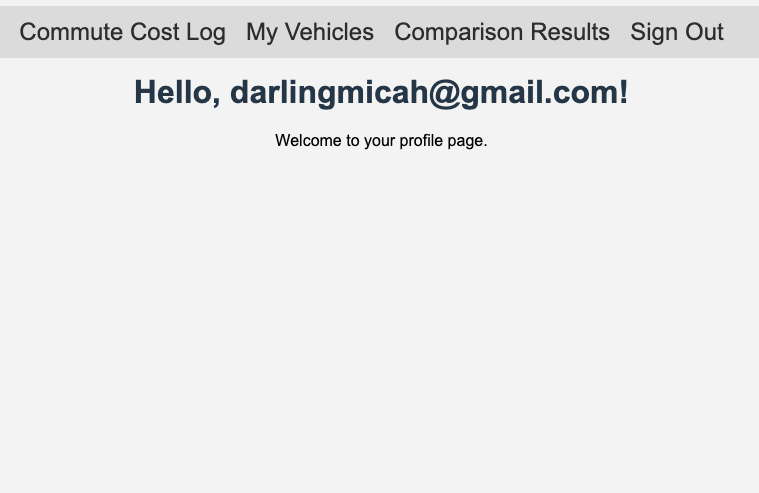 Commute Cost Log My Vehicles Comparison Results Sign Out
Hello, darlingmicah@gmail.com!
Welcome to your profile page.